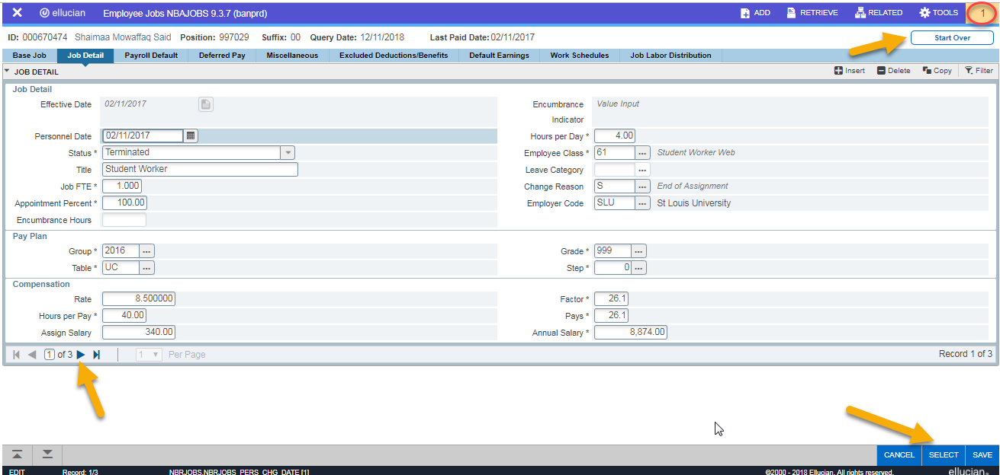 ellucian Employee Jobs NBAJOBS 9.3.7 (banprd) ADD RETRIEVE RELATED TOOLS 1
ID: 000670474 Shaimaa Mowaffaq Said Position: 997029 Suffix: 00 Query Date: 12/11/2018 Last Paid Date: 02/11/2017 Start Over
Base Job Job Detail Payroll Default Deferred Pay Miscellaneous Excluded Deductions/Benefits Default Earnings Work Schedules Job Labor Distribution
JOB DETAIL Insert Delete Copy Filter
Job Detail
Effective Date 02/11/2017 Encumbrance Value Input
Indicator
Personnel Date 02/11/2017 Hours per Day * 4.00
Status * Terminated Employee Class * 61 ... Student Worker Web
Title Student Worker Leave Category ...
Job FTE * 1.000 Change Reason S ... End of Assignment
Appointment Percent * 100.00 Employer Code SLU ... St Louis University
Encumbrance Hours
Pay Plan
Group * 2016 ... Grade * 999 ...
Table * UC ... Step * 0 ...
Compensation
Rate 8.500000 Factor * 26.1
Hours per Pay * 40.00 Pays * 26.1
Assign Salary 340.00 Annual Salary * 8,874.00
1 of 3 1 Per Page Record 1 of 3
CANCEL SELECT SAVE
EDIT Record: 1/3 NBRJOBS.NBRJOBS_PERS_CHG_DATE [1] ©2000 - 2018 Ellucian. All rights reserved. ellucian